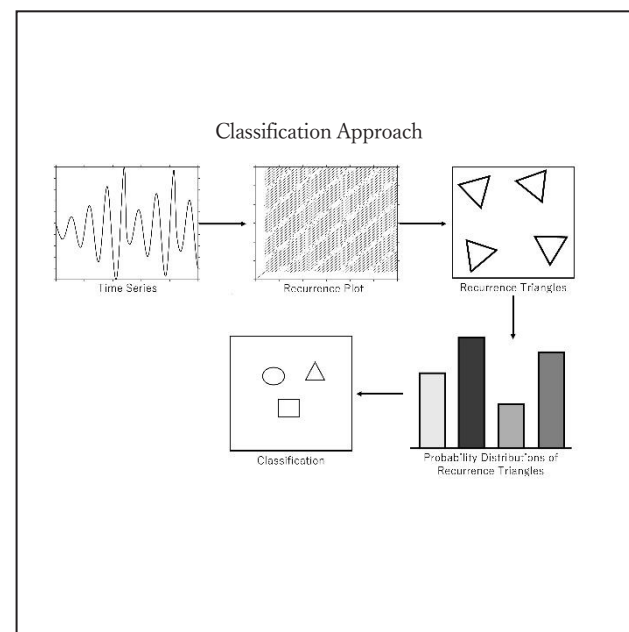 Classification Approach
Time Series
Recurrence Plot
Recurrence Triangles
Classification
Probability Distributions of
Recurrence Triangles